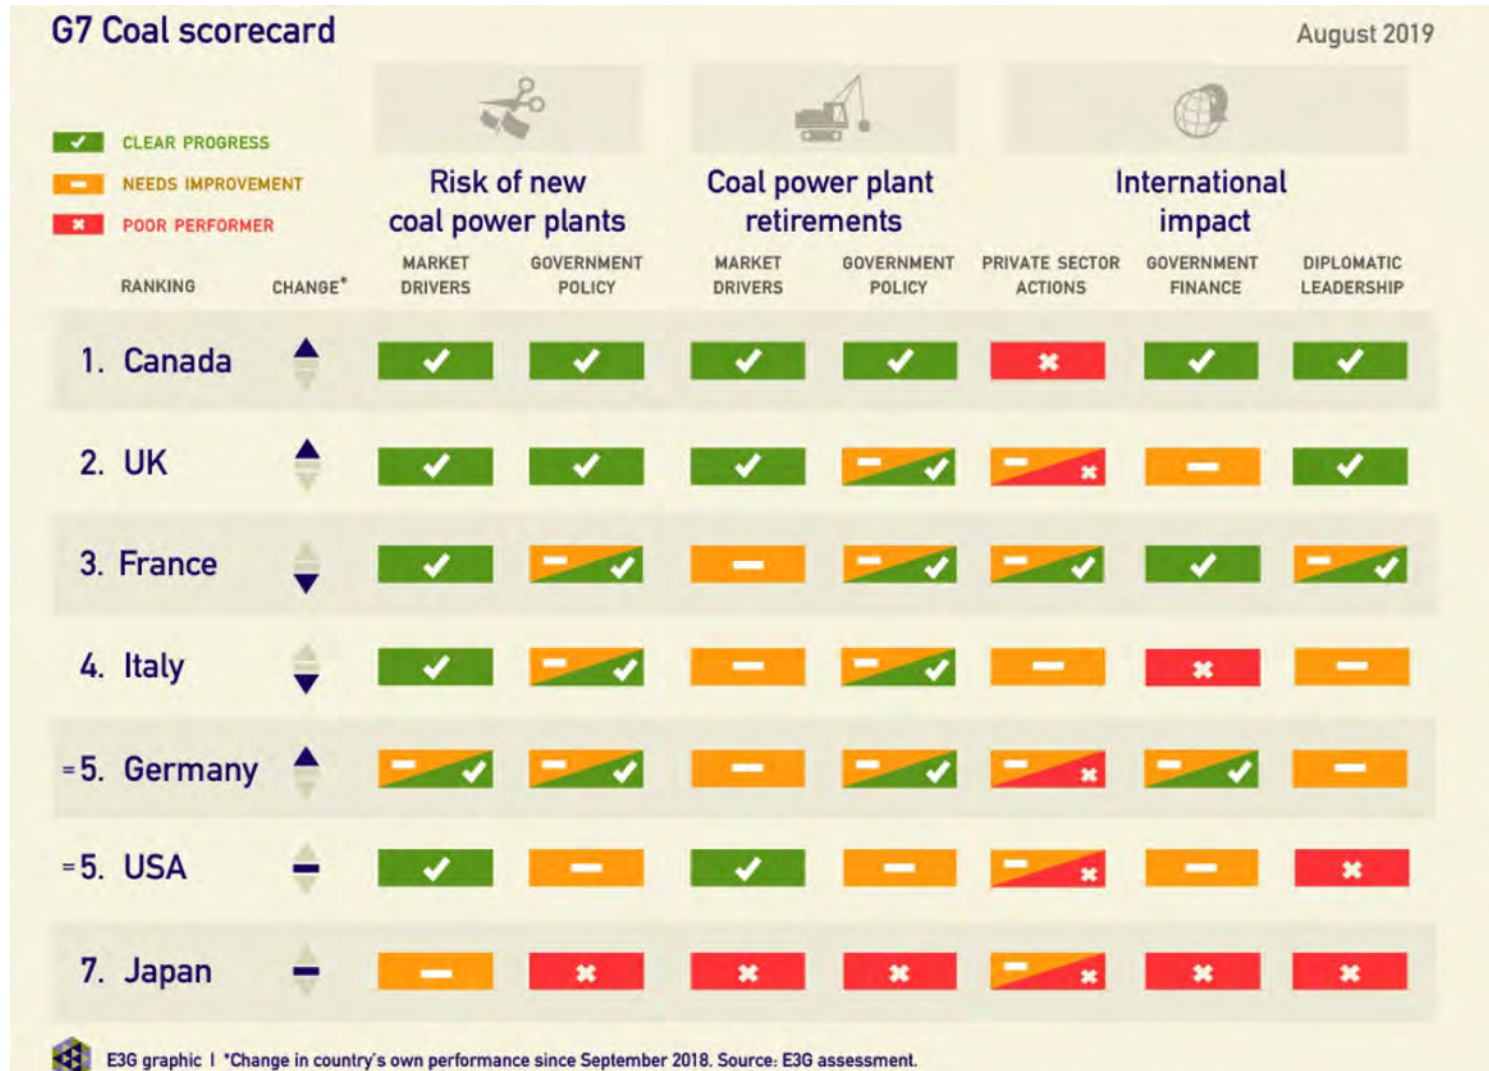 G7 Coal scorecard
August 2019
CLEAR PROGRESS
NEEDS IMPROVEMENT
POOR PERFORMER
Risk of new
coal power plants
Coal power plant
retirements
International
impact
RANKING
CHANGE*
MARKET
DRIVERS
GOVERNMENT
POLICY
MARKET
DRIVERS
GOVERNMENT
POLICY
PRIVATE SECTOR
ACTIONS
GOVERNMENT
FINANCE
DIPLOMATIC
LEADERSHIP
1. Canada
2. UK
3. France
4. Italy
=5. Germany
=5. USA
7. Japan
E3G graphic | *Change in country's own performance since September 2018. Source: E3G assessment.